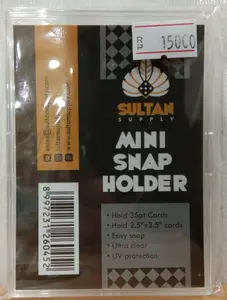 RP 15000
SULTAN
SUPPLY
MINI
SNAP
HOLDER
• Hold 35pt Cards
• Hold 2.5"x3.5" cards
• Easy snap
• Ultra clear
• UV protection
8997231260452